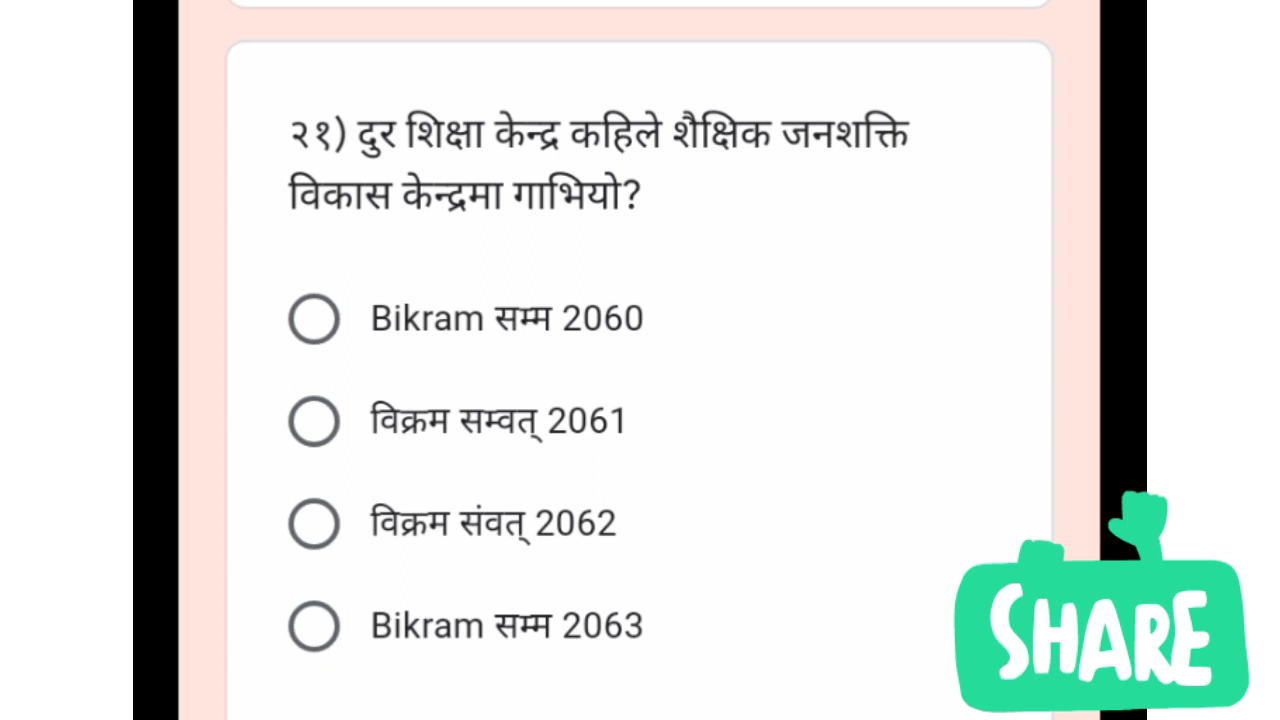 २१) दुर शिक्षा केन्द्र कहिले शैक्षिक जनशक्ति
विकास केन्द्रमा गाभियो?
Bikram सम्म 2060
विक्रम सम्वत् 2061
विक्रम संवत् 2062
Bikram सम्म 2063
SHARE